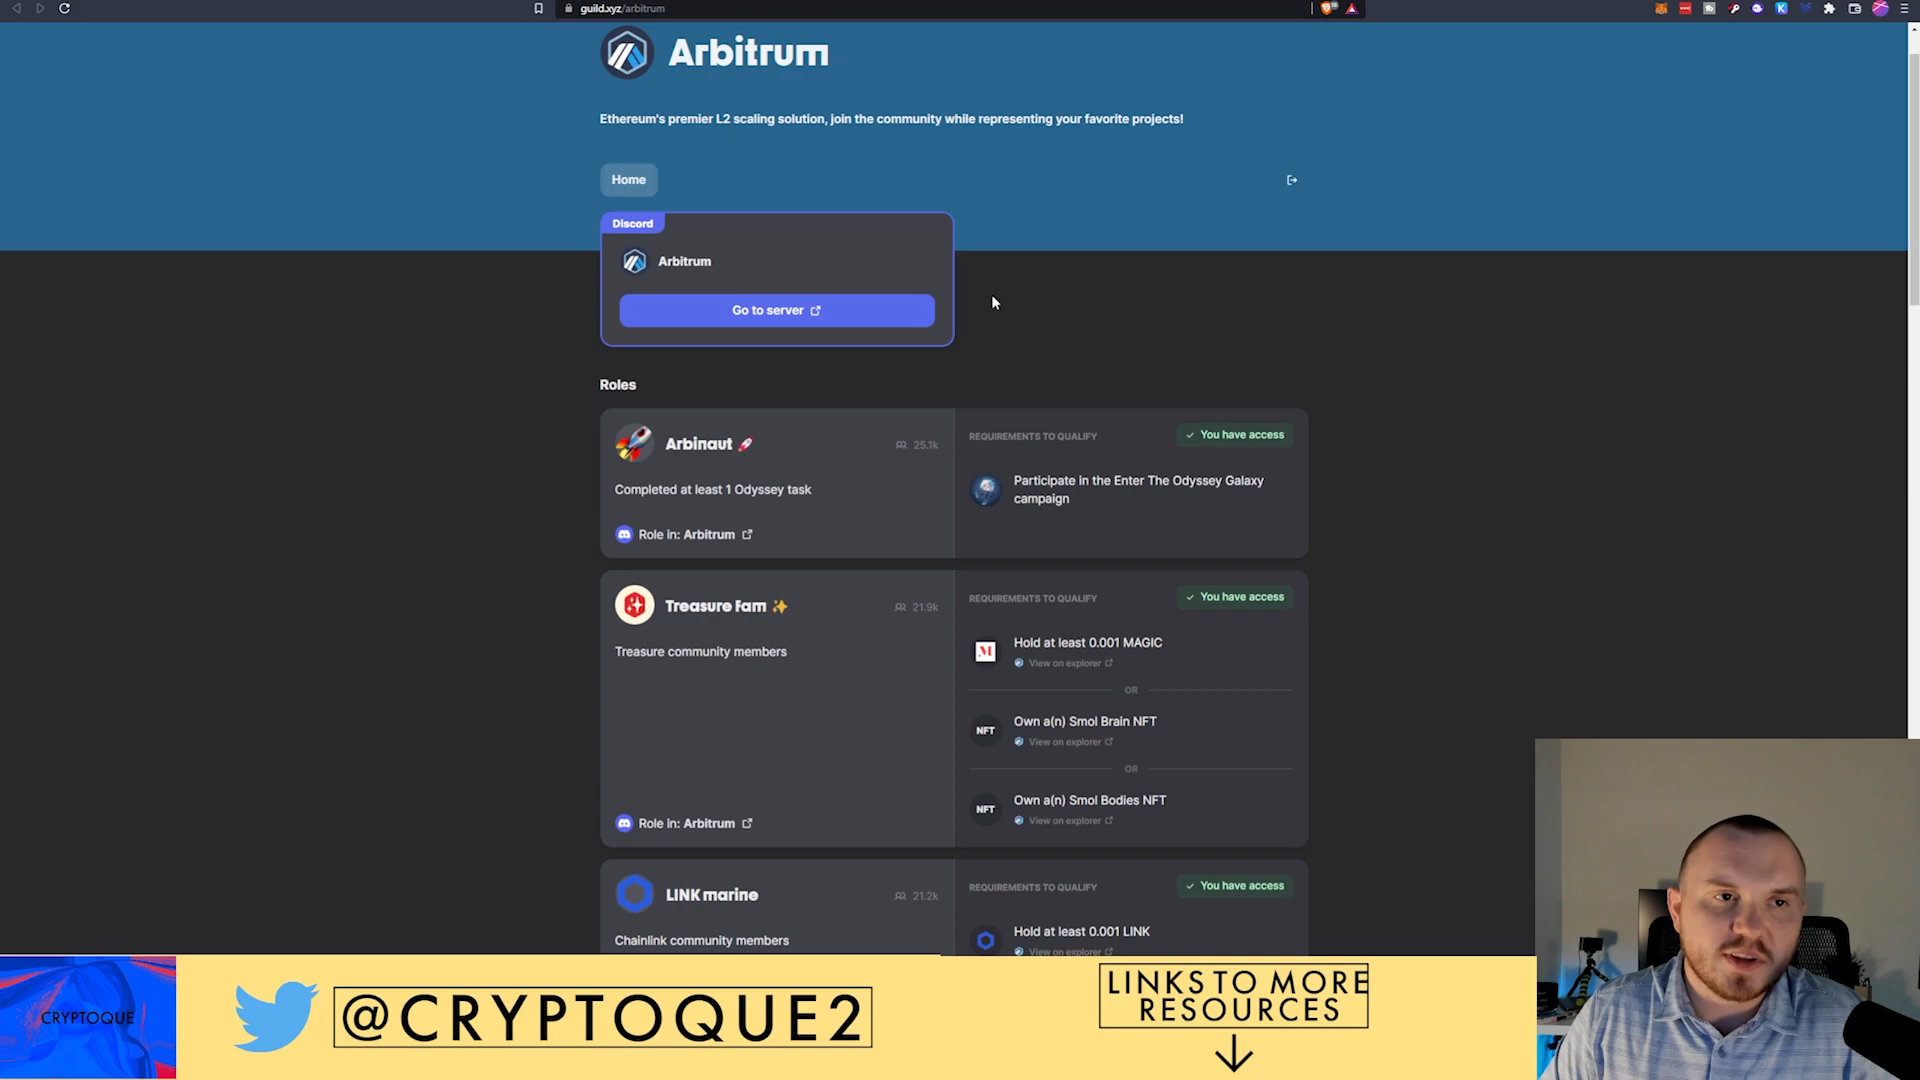 guild.xyz/arbitrum
Arbitrum
Ethereum's premier L2 scaling solution, join the community while representing your favorite projects!
Home
Discord
Arbitrum
Go to server
Roles
Arbinaut
25.1k
Completed at least 1 Odyssey task
Role in: Arbitrum
REQUIREMENTS TO QUALIFY
You have access
Participate in the Enter The Odyssey Galaxy
campaign
Treasure Fam
21.9k
Treasure community members
Role in: Arbitrum
REQUIREMENTS TO QUALIFY
You have access
M
Hold at least 0.001 MAGIC
View on explorer
OR
NFT
Own a(n) Smol Brain NFT
View on explorer
OR
NFT
Own a(n) Smol Bodies NFT
View on explorer
LINK marine
21.2k
Chainlink community members
REQUIREMENTS TO QUALIFY
You have access
Hold at least 0.001 LINK
View on explorer
CRYPTOQUE
@CRYPTOQUE2
LINKS TO MORE
RESOURCES